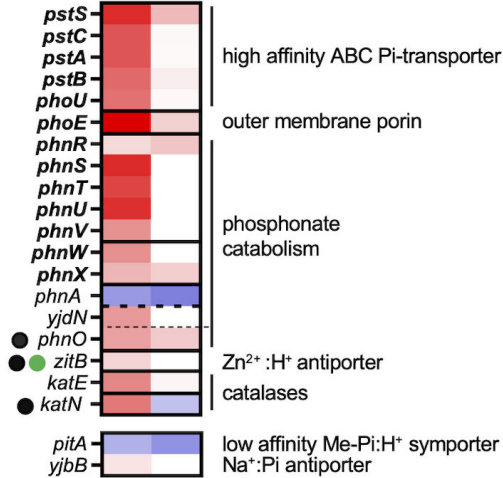 pstS
pstC
pstA
pstB
phoU
high affinity ABC Pi-transporter
phoE
outer membrane porin
phnR
phnS
phnT
phnU
phnV
phnW
phnX
phnA
yjdN
phnO
phosphonate
catabolism
zitB
Zn²⁺ :H⁺ antiporter
katE
katN
catalases
pitA
low affinity Me-Pi:H⁺ symporter
yjbB
Na⁺:Pi antiporter